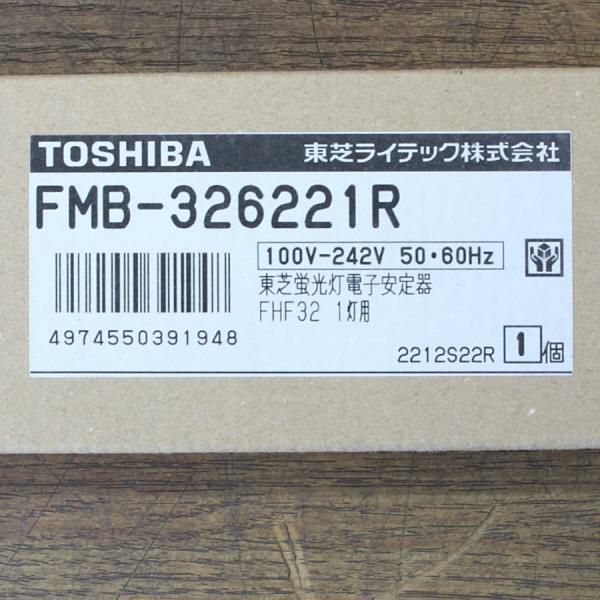 TOSHIBA 東芝ライテック株式会社
FMB-326221R
100V-242V 50・60Hz
東芝蛍光灯電子安定器
FHF32 1灯用
4974550391948
2212S22R 1 個